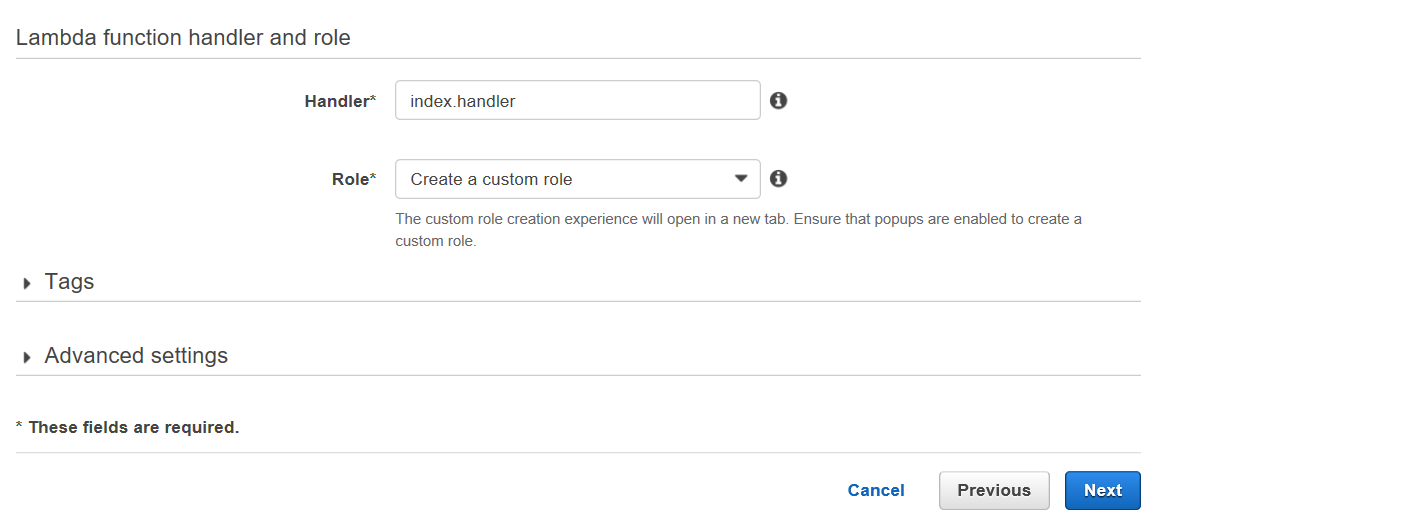 Lambda function handler and role
Handler*
index.handler
Role*
Create a custom role
The custom role creation experience will open in a new tab. Ensure that popups are enabled to create a
custom role.
Tags
Advanced settings
* These fields are required.
Cancel
Previous
Next